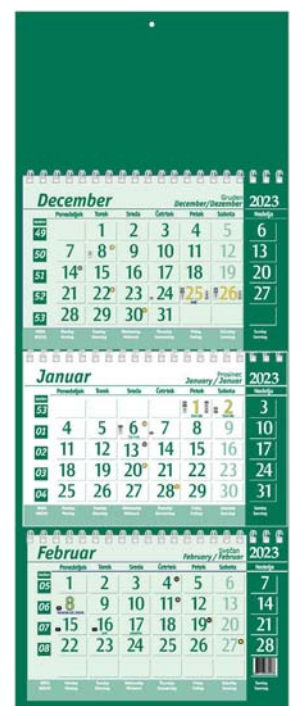 December Gruden 2023
December/Dezember
Ponedeljek Torek Sreda Četrtek Petek Sobota Nedelja
49 1 2 3 4 5 6
50 7 8 9 10 11 12 13
51 14 15 16 17 18 19 20
52 21 22 23 24 25 26 27
53 28 29 30 31
Januar Prosinec 2023
January / Januar
Ponedeljek Torek Sreda Četrtek Petek Sobota Nedelja
53 1 2 3
01 4 5 6 7 8 9 10
02 11 12 13 14 15 16 17
03 18 19 20 21 22 23 24
04 25 26 27 28 29 30 31
Februar Svečan 2023
February / Februar
Ponedeljek Torek Sreda Četrtek Petek Sobota Nedelja
05 1 2 3 4 5 6 7
06 8 9 10 11 12 13 14
07 15 16 17 18 19 20 21
08 22 23 24 25 26 27 28